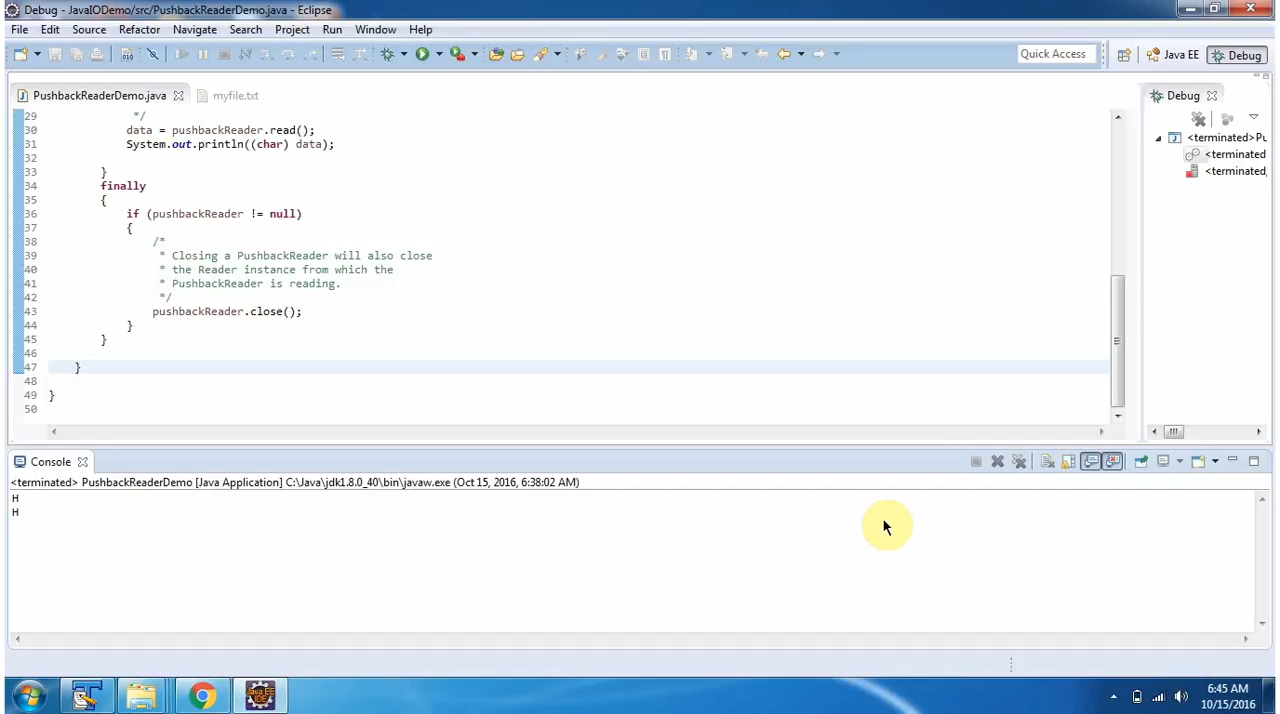 Debug - JavaIODemo/src/PushbackReaderDemo.java - Eclipse
File Edit Source Refactor Navigate Search Project Run Window Help
Quick Access Java EE Debug
PushbackReaderDemo.java myfile.txt Debug
29 */
30 data = pushbackReader.read();
31 System.out.println((char) data);
32
33 }
34 finally
35 {
36 if (pushbackReader != null)
37 {
38 /*
39 * Closing a PushbackReader will also close
40 * the Reader instance from which the
41 * PushbackReader is reading.
42 */
43 pushbackReader.close();
44 }
45 }
46
47 }
48
49 }
50
<terminated>Pu
<terminated
<terminated,
Console
<terminated> PushbackReaderDemo [Java Application] C:\Java\jdk1.8.0_40\bin\javaw.exe (Oct 15, 2016, 6:38:02 AM)
H
H
Java EE
IDE
6:45 AM
10/15/2016